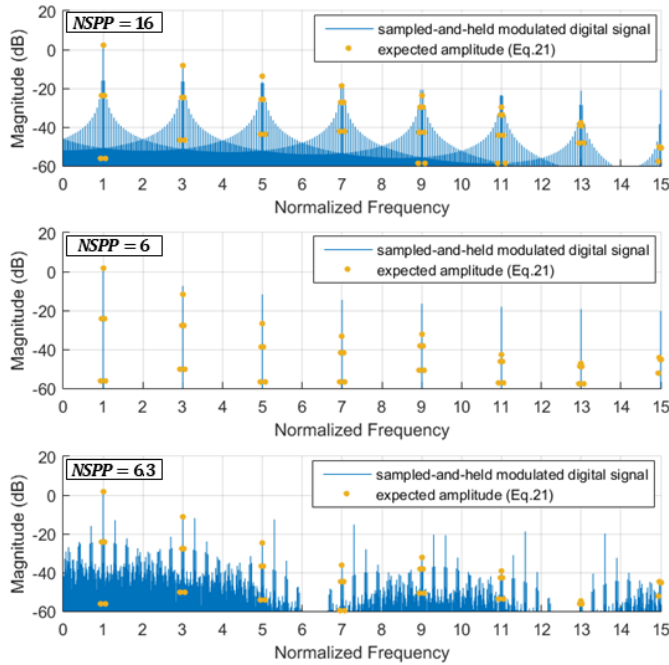 NSPP = 16
sampled-and-held modulated digital signal
expected amplitude (Eq.21)
Magnitude (dB)
20
0
-20
-40
-60
0 1 2 3 4 5 6 7 8 9 10 11 12 13 14 15
Normalized Frequency
NSPP = 6
sampled-and-held modulated digital signal
expected amplitude (Eq.21)
Magnitude (dB)
20
0
-20
-40
-60
0 1 2 3 4 5 6 7 8 9 10 11 12 13 14 15
Normalized Frequency
NSPP = 6.3
sampled-and-held modulated digital signal
expected amplitude (Eq.21)
Magnitude (dB)
20
0
-20
-40
-60
0 1 2 3 4 5 6 7 8 9 10 11 12 13 14 15
Normalized Frequency